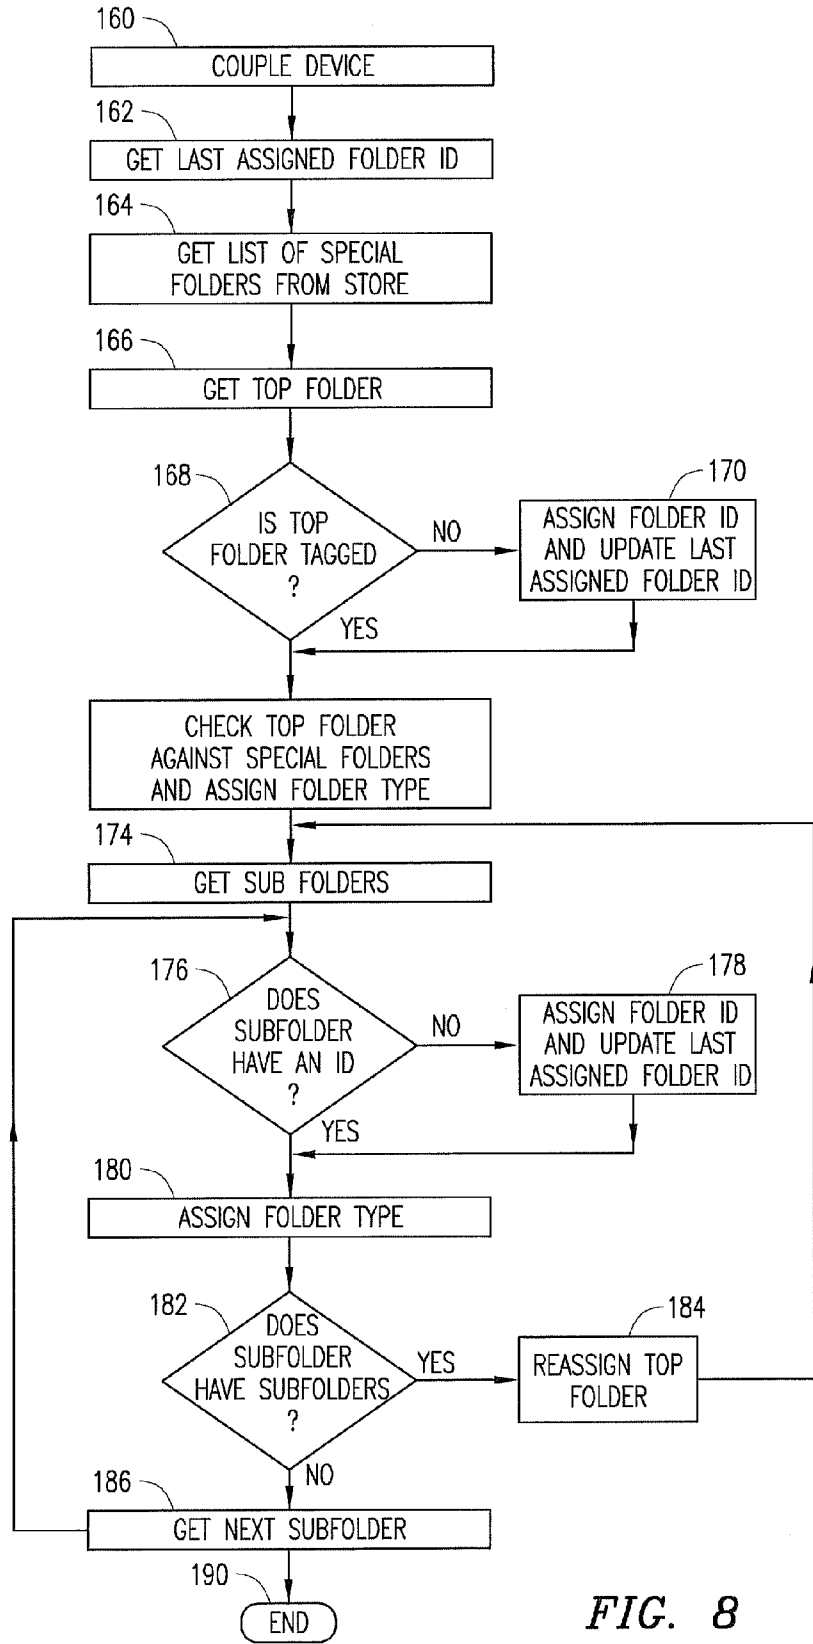 160
COUPLE DEVICE
162
GET LAST ASSIGNED FOLDER ID
164
GET LIST OF SPECIAL
FOLDERS FROM STORE
166
GET TOP FOLDER
168
IS TOP
FOLDER TAGGED
?
NO
170
ASSIGN FOLDER ID
AND UPDATE LAST
ASSIGNED FOLDER ID
YES
CHECK TOP FOLDER
AGAINST SPECIAL FOLDERS
AND ASSIGN FOLDER TYPE
174
GET SUB FOLDERS
176
DOES
SUBFOLDER
HAVE AN ID
?
NO
178
ASSIGN FOLDER ID
AND UPDATE LAST
ASSIGNED FOLDER ID
YES
180
ASSIGN FOLDER TYPE
182
DOES
SUBFOLDER
HAVE SUBFOLDERS
?
YES
184
REASSIGN TOP
FOLDER
NO
186
GET NEXT SUBFOLDER
190
END
FIG. 8